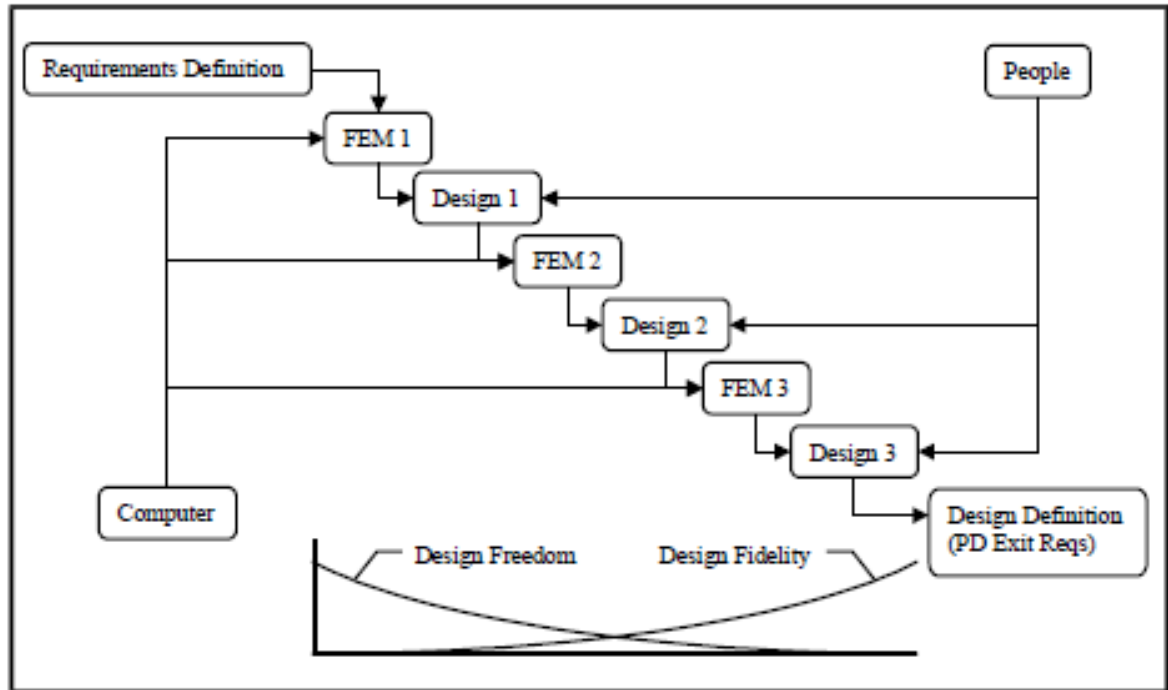 Requirements Definition
People
FEM 1
Design 1
FEM 2
Design 2
FEM 3
Design 3
Computer
Design Definition
(PD Exit Reqs)
Design Freedom
Design Fidelity